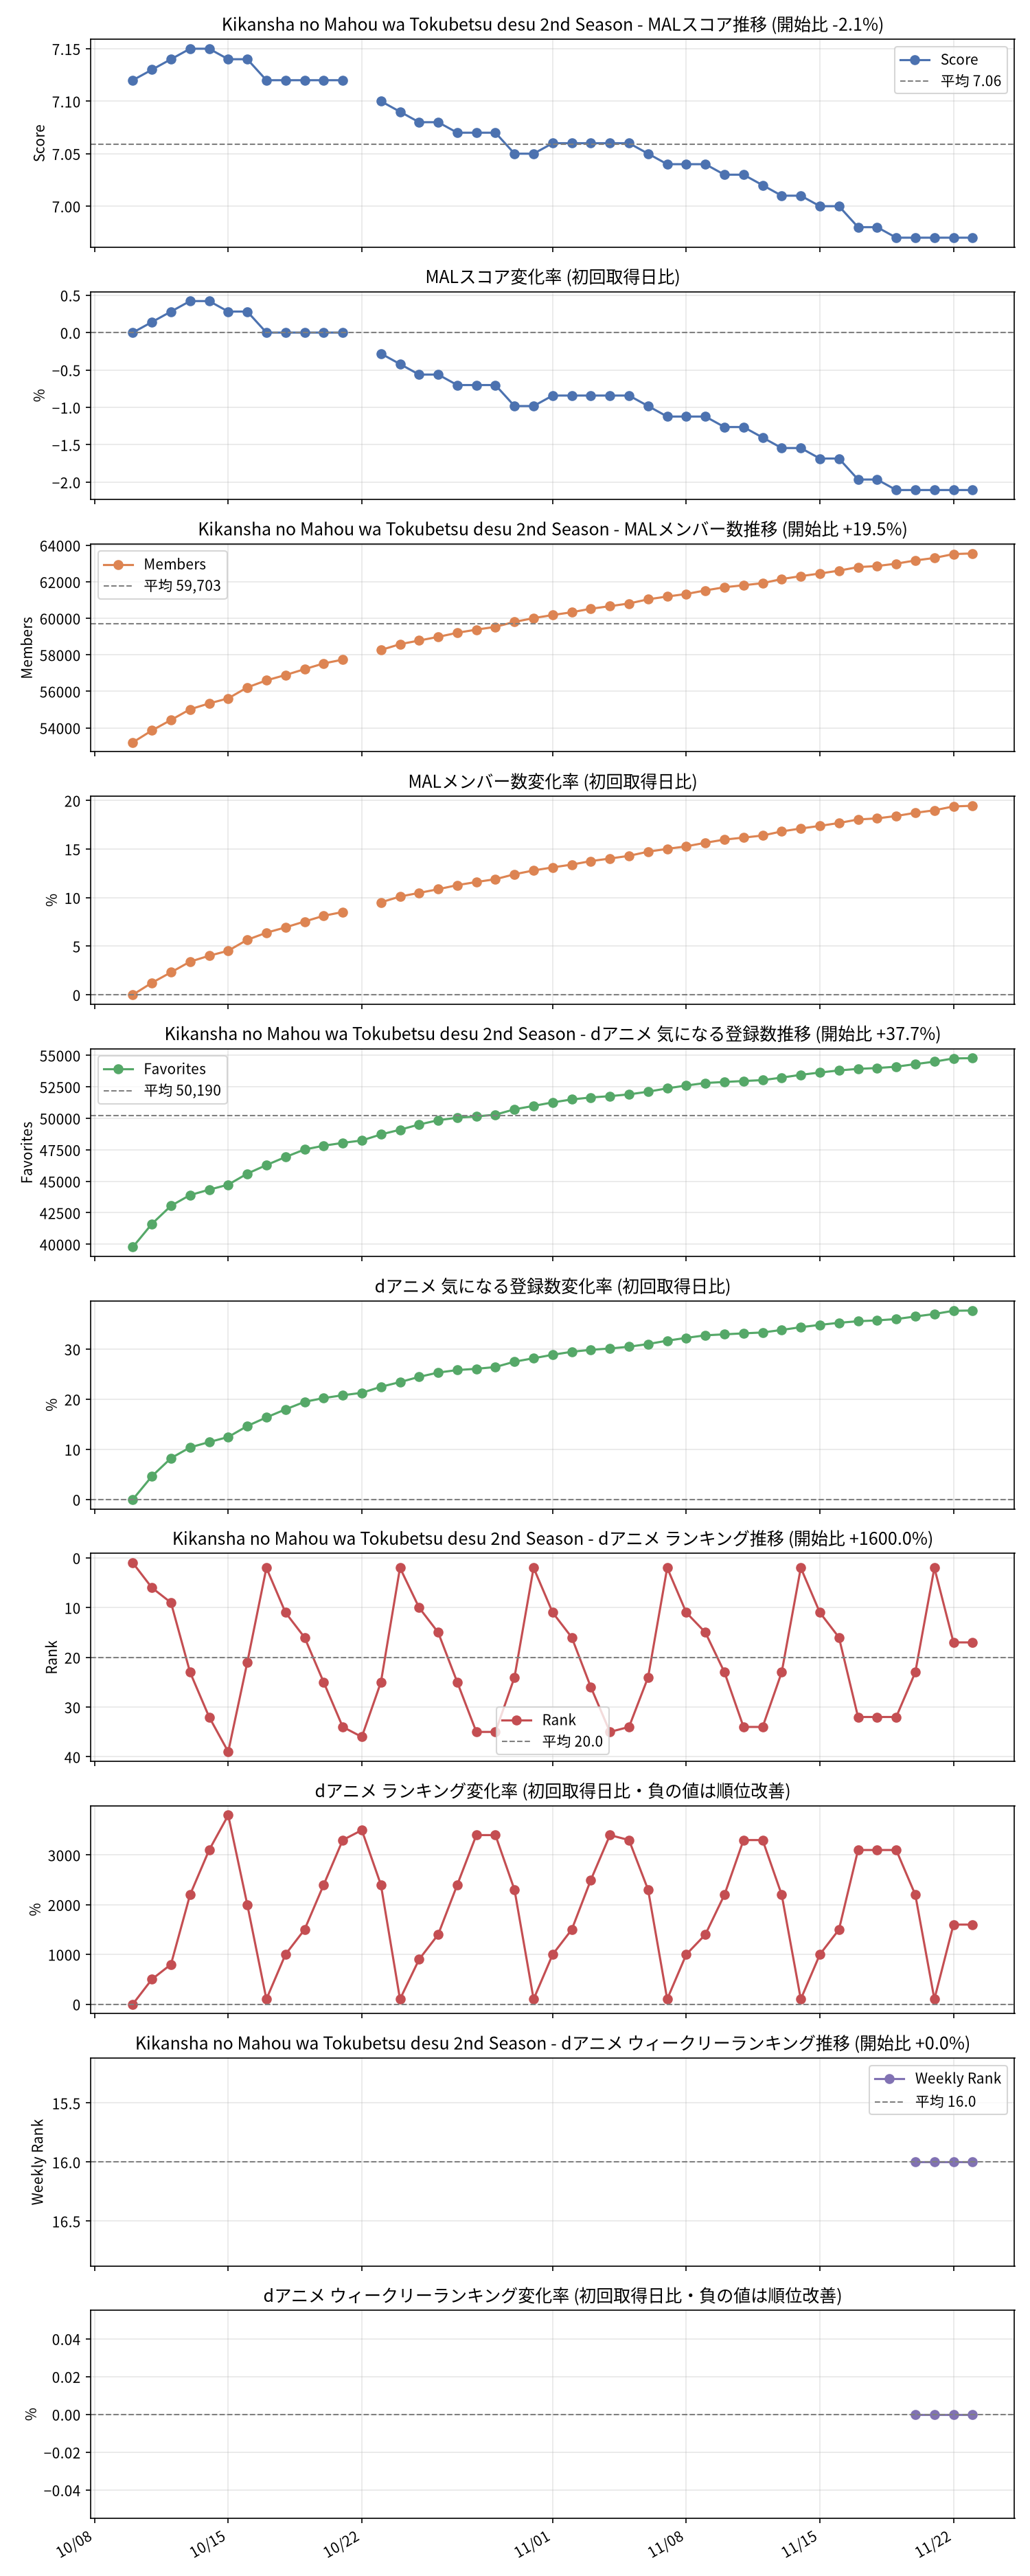 Kikansha no Mahou wa Tokubetsu desu 2nd Season - MALスコア推移 (開始比 -2.1%)
Score
平均 7.06
7.15
7.10
7.05
7.00
Score
MALスコア変化率 (初回取得日比)
0.5
0.0
−0.5
−1.0
−1.5
−2.0
%
Kikansha no Mahou wa Tokubetsu desu 2nd Season - MALメンバー数推移 (開始比 +19.5%)
Members
平均 59,703
64000
62000
60000
58000
56000
54000
Members
MALメンバー数変化率 (初回取得日比)
20
15
10
5
0
%
Kikansha no Mahou wa Tokubetsu desu 2nd Season - dアニメ 気になる登録数推移 (開始比 +37.7%)
Favorites
平均 50,190
55000
52500
50000
47500
45000
42500
40000
Favorites
dアニメ 気になる登録数変化率 (初回取得日比)
30
20
10
0
%
Kikansha no Mahou wa Tokubetsu desu 2nd Season - dアニメ ランキング推移 (開始比 +1600.0%)
0
10
20
30
40
Rank
Rank
平均 20.0
dアニメ ランキング変化率 (初回取得日比・負の値は順位改善)
3000
2000
1000
0
%
Kikansha no Mahou wa Tokubetsu desu 2nd Season - dアニメ ウィークリーランキング推移 (開始比 +0.0%)
Weekly Rank
平均 16.0
15.5
16.0
16.5
Weekly Rank
dアニメ ウィークリーランキング変化率 (初回取得日比・負の値は順位改善)
0.04
0.02
0.00
−0.02
−0.04
%
10/08
10/15
10/22
11/01
11/08
11/15
11/22